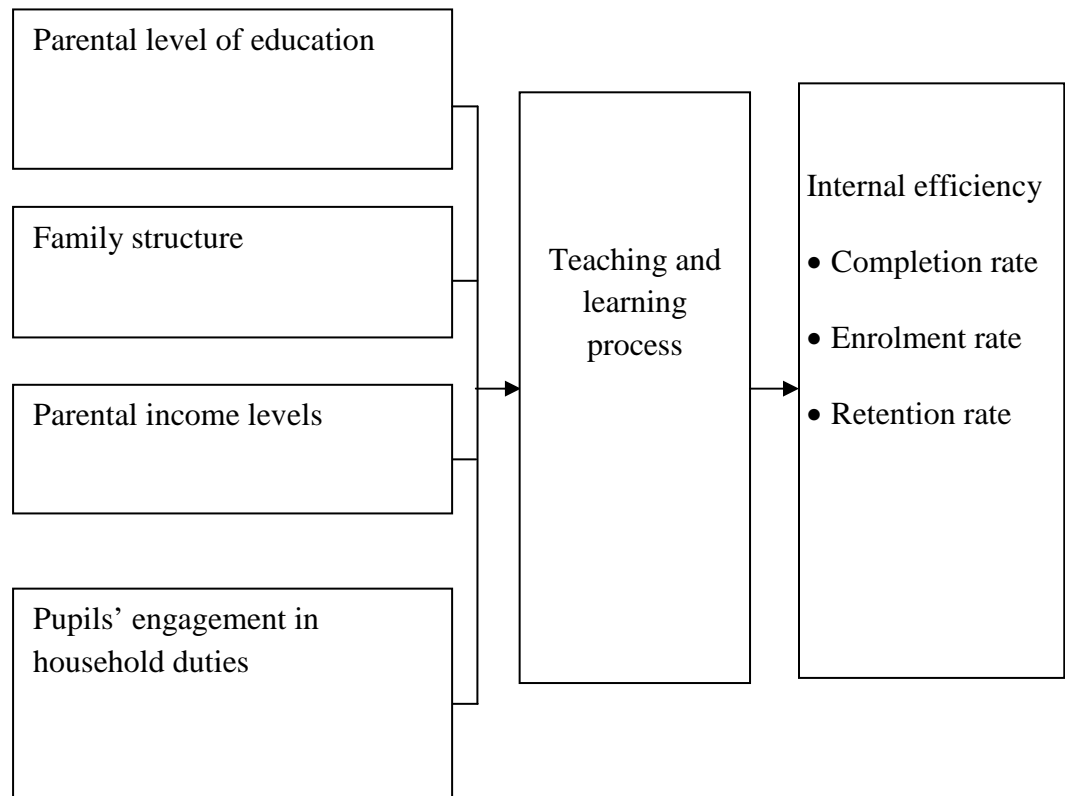 Parental level of education
Family structure
Parental income levels
Pupils’ engagement in
household duties
Teaching and
learning
process
Internal efficiency
• Completion rate
• Enrolment rate
• Retention rate